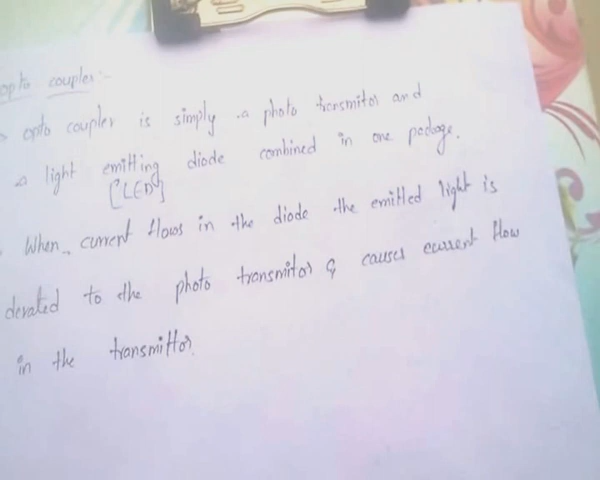 opto coupler :-
opto coupler is simply a photo transmitor and
a light emitting diode combined in one package.
[LED]
When current flows in the diode the emitted light is
derated to the photo transmitor & causes current flow
in the transmittor.